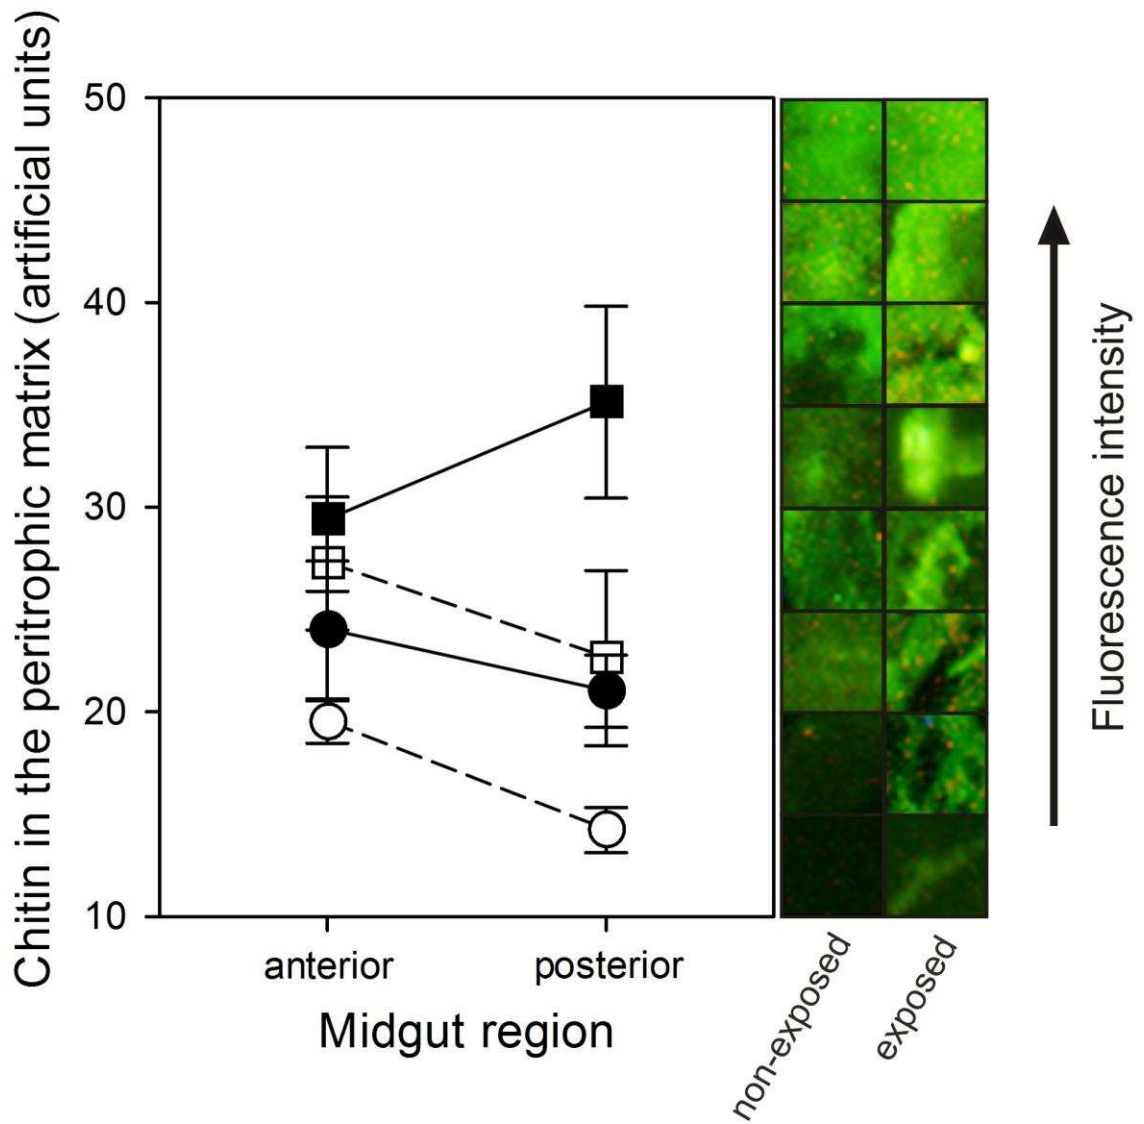 Chitin in the peritrophic matrix (artificial units)
50
40
30
20
10
anterior
posterior
Midgut region
non-exposed
exposed
Fluorescence intensity